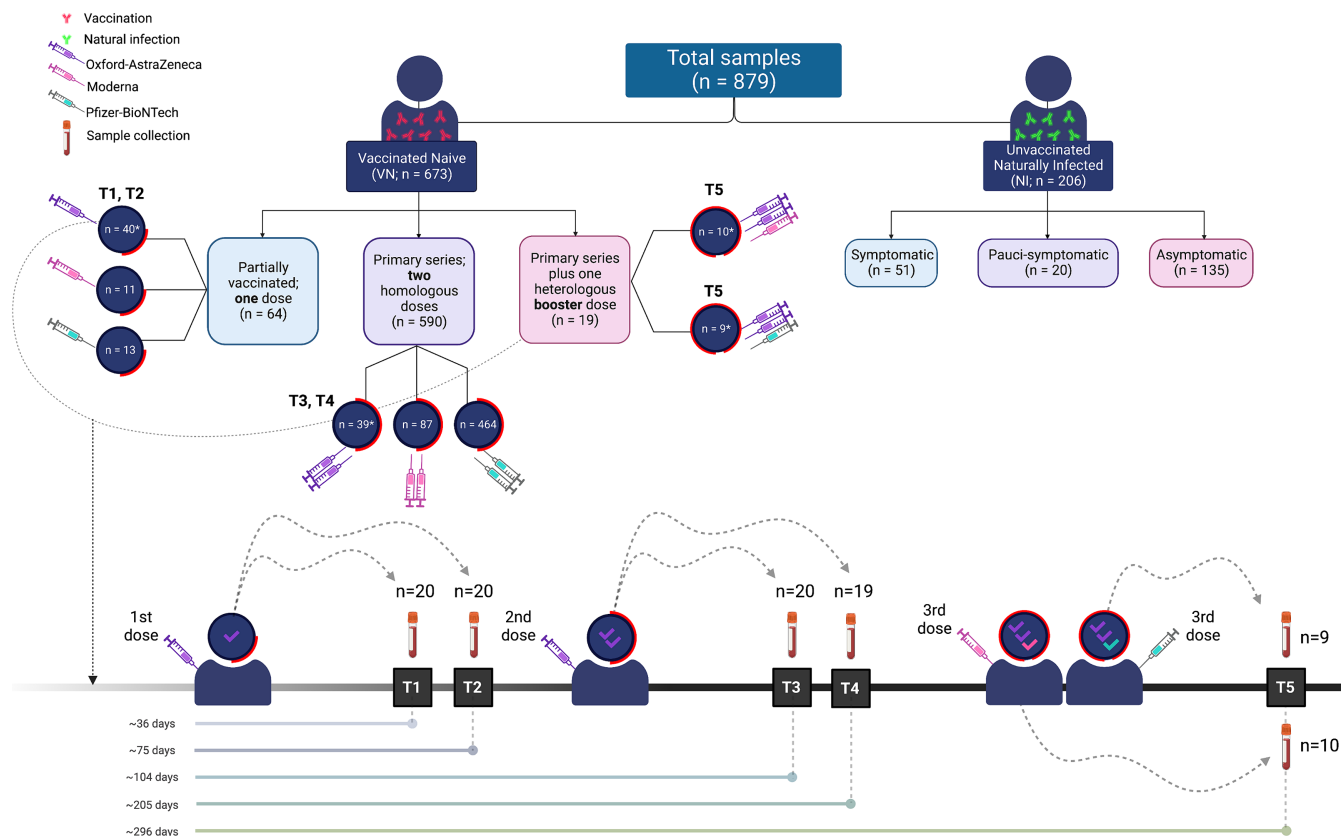 Vaccination
Natural infection
Oxford-AstraZeneca
Moderna
Pfizer-BioNTech
Sample collection
Total samples
(n = 879)
Vaccinated Naive
(VN; n = 673)
Unvaccinated
Naturally Infected
(NI; n = 206)
T1, T2
n = 40*
n = 11
n = 13
Partially
vaccinated;
one dose
(n = 64)
Primary series;
two
homologous
doses
(n = 590)
Primary series
plus one
heterologous
booster dose
(n = 19)
T5
n = 10*
T5
n = 9*
Symptomatic
(n = 51)
Pauci-symptomatic
(n = 20)
Asymptomatic
(n = 135)
T3, T4
n = 39*
n = 87
n = 464
1st
dose
n=20
n=20
2nd
dose
n=20
n=19
3rd
dose
3rd
dose
n=9
T1
T2
T3
T4
T5
n=10
~36 days
~75 days
~104 days
~205 days
~296 days